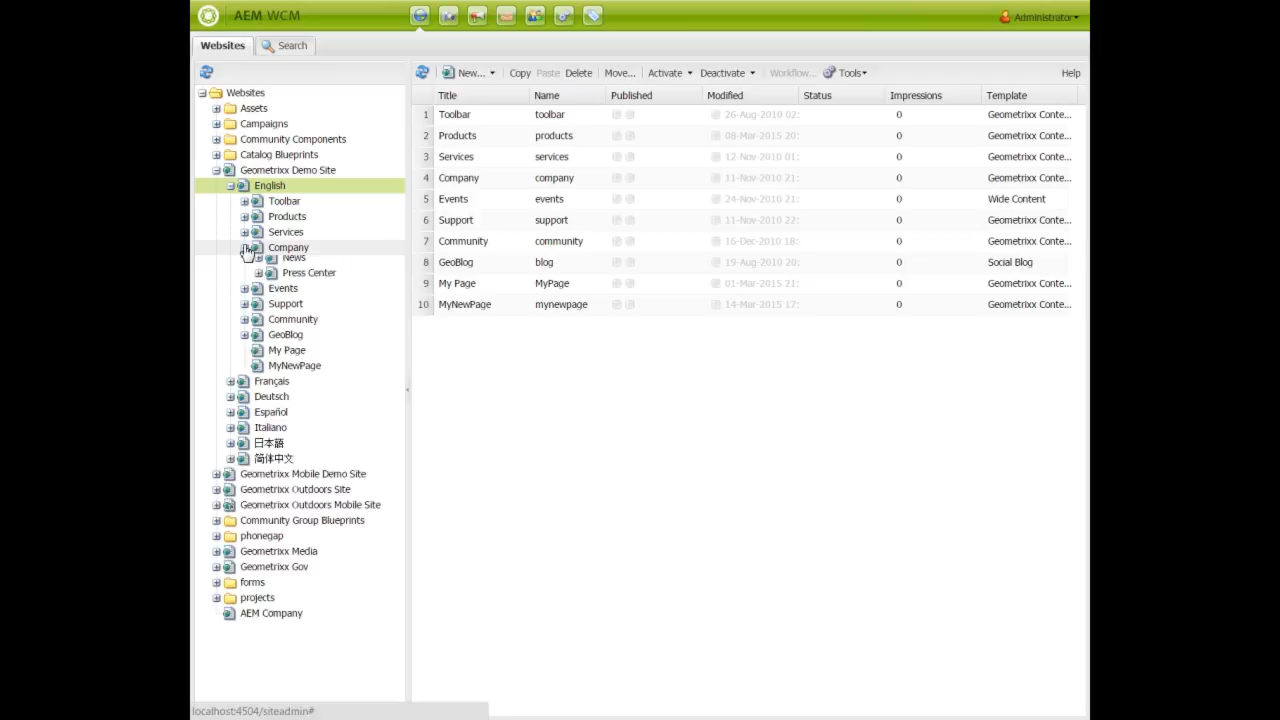 AEM WCM
Administrator
Websites
Search
New...
Copy
Paste
Delete
Move...
Activate
Deactivate
Workflow...
Tools
Help
Websites
Assets
Campaigns
Community Components
Catalog Blueprints
Geometrixx Demo Site
English
Toolbar
Products
Services
Company
News
Press Center
Events
Support
Community
GeoBlog
My Page
MyNewPage
Français
Deutsch
Español
Italiano
日本語
简体中文
Geometrixx Mobile Demo Site
Geometrixx Outdoors Site
Geometrixx Outdoors Mobile Site
Community Group Blueprints
phonegap
Geometrixx Media
Geometrixx Gov
forms
projects
AEM Company
Title Name Published Modified Status Impressions Template
1 Toolbar toolbar 26-Aug-2010 02: 0 Geometrixx Conte...
2 Products products 08-Mar-2015 20: 0 Geometrixx Conte...
3 Services services 12-Nov-2010 01: 0 Geometrixx Conte...
4 Company company 11-Nov-2010 21: 0 Geometrixx Conte...
5 Events events 24-Nov-2010 21: 0 Wide Content
6 Support support 11-Nov-2010 22: 0 Geometrixx Conte...
7 Community community 16-Dec-2010 18: 0 Geometrixx Conte...
8 GeoBlog blog 19-Aug-2010 20: 0 Social Blog
9 My Page MyPage 01-Mar-2015 21: 0 Geometrixx Conte...
10 MyNewPage mynewpage 14-Mar-2015 17: 0 Geometrixx Conte...
localhost:4504/siteadmin#